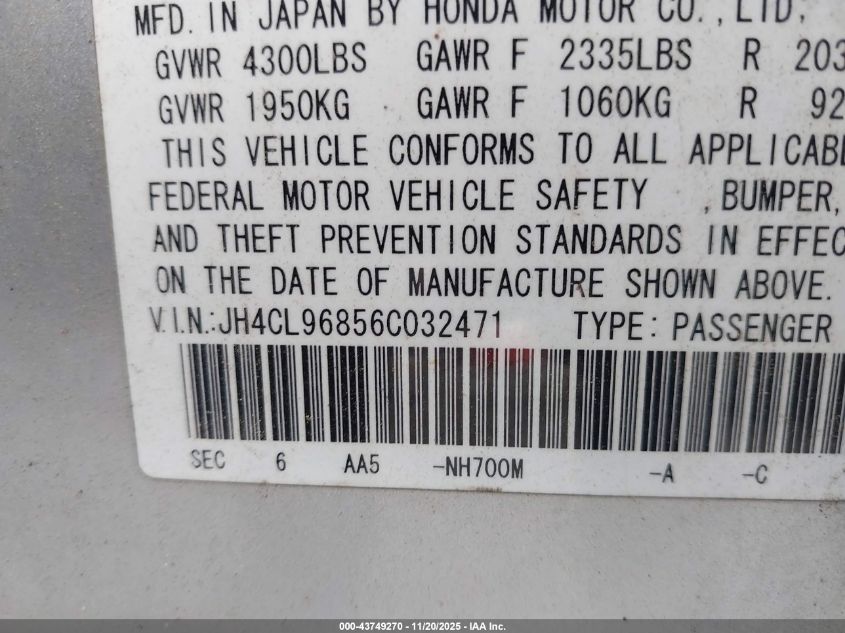 MFD. IN JAPAN BY HONDA MOTOR CO., LTD.
GVWR 4300LBS GAWR F 2335LBS R 203
GVWR 1950KG GAWR F 1060KG R 92
THIS VEHICLE CONFORMS TO ALL APPLICABL
FEDERAL MOTOR VEHICLE SAFETY , BUMPER,
AND THEFT PREVENTION STANDARDS IN EFFEC
ON THE DATE OF MANUFACTURE SHOWN ABOVE.
V.I.N.:JH4CL96856C032471 TYPE: PASSENGER
SEC 6 AA5 -NH700M -A -C
000-43749270 - 11/20/2025 - IAA Inc.